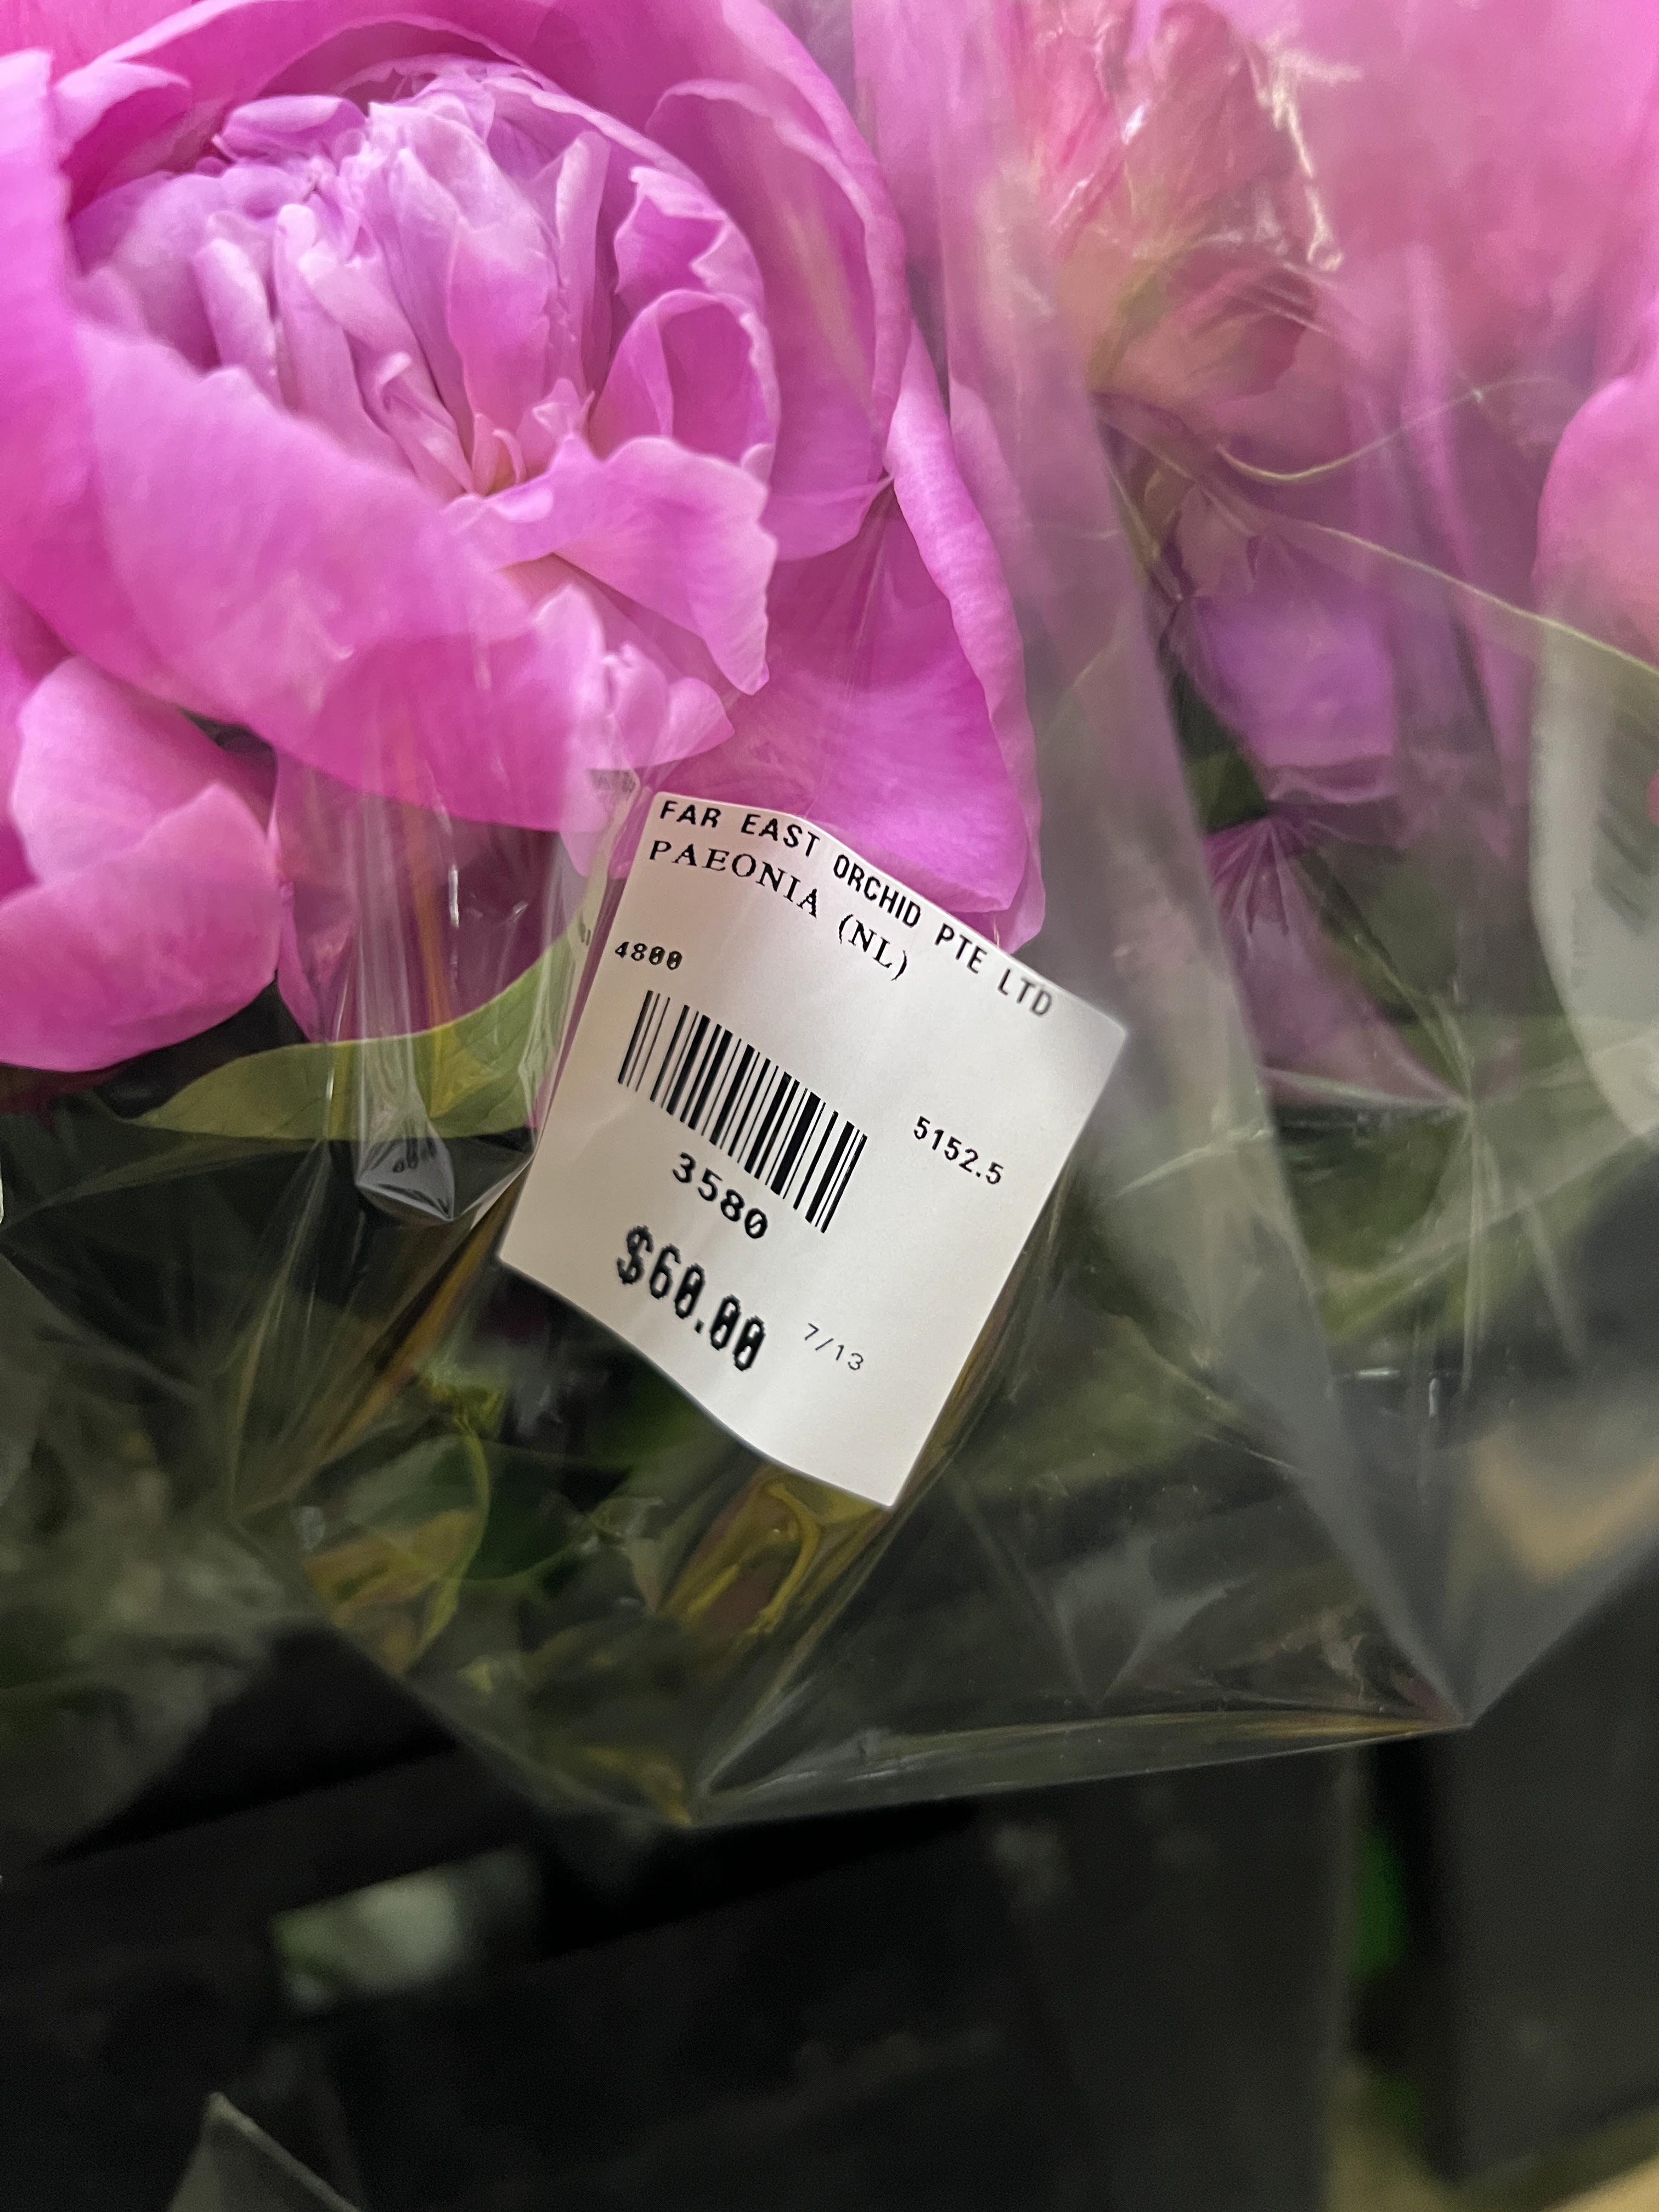 FAR EAST ORCHID PTE LTD
PAEONIA (NL)
4800
5152.5
3580
$60.00 7/13